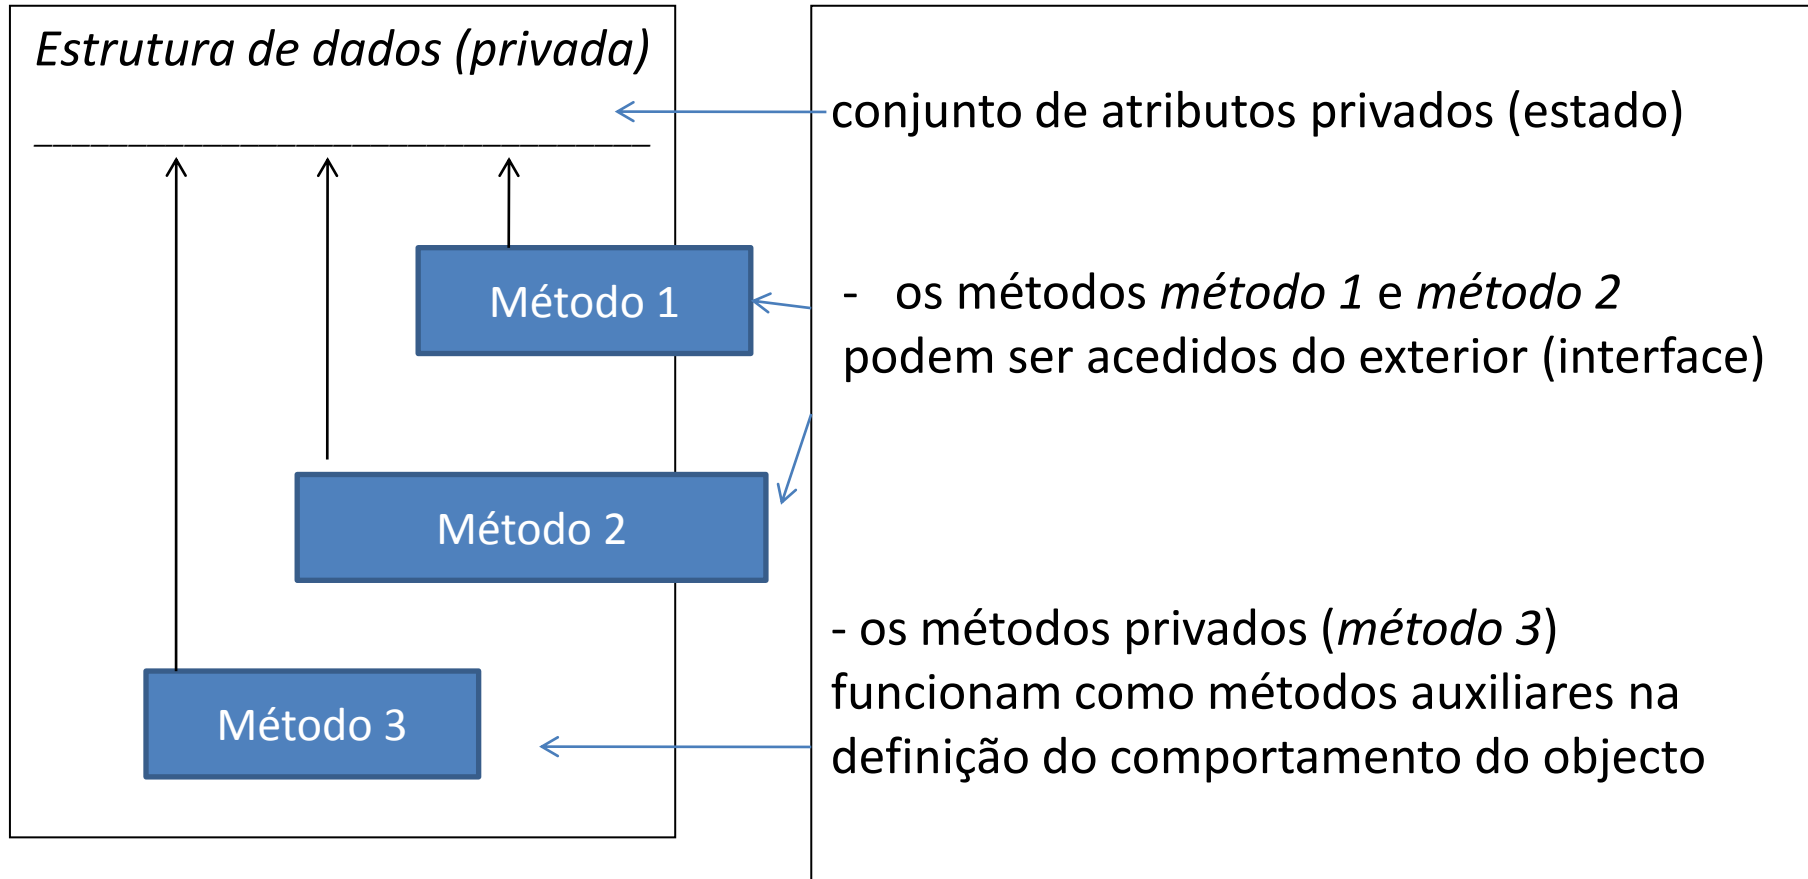 Estrutura de dados (privada)
conjunto de atributos privados (estado)
Método 1
- os métodos método 1 e método 2
podem ser acedidos do exterior (interface)
Método 2
Método 3
- os métodos privados (método 3)
funcionam como métodos auxiliares na
definição do comportamento do objecto